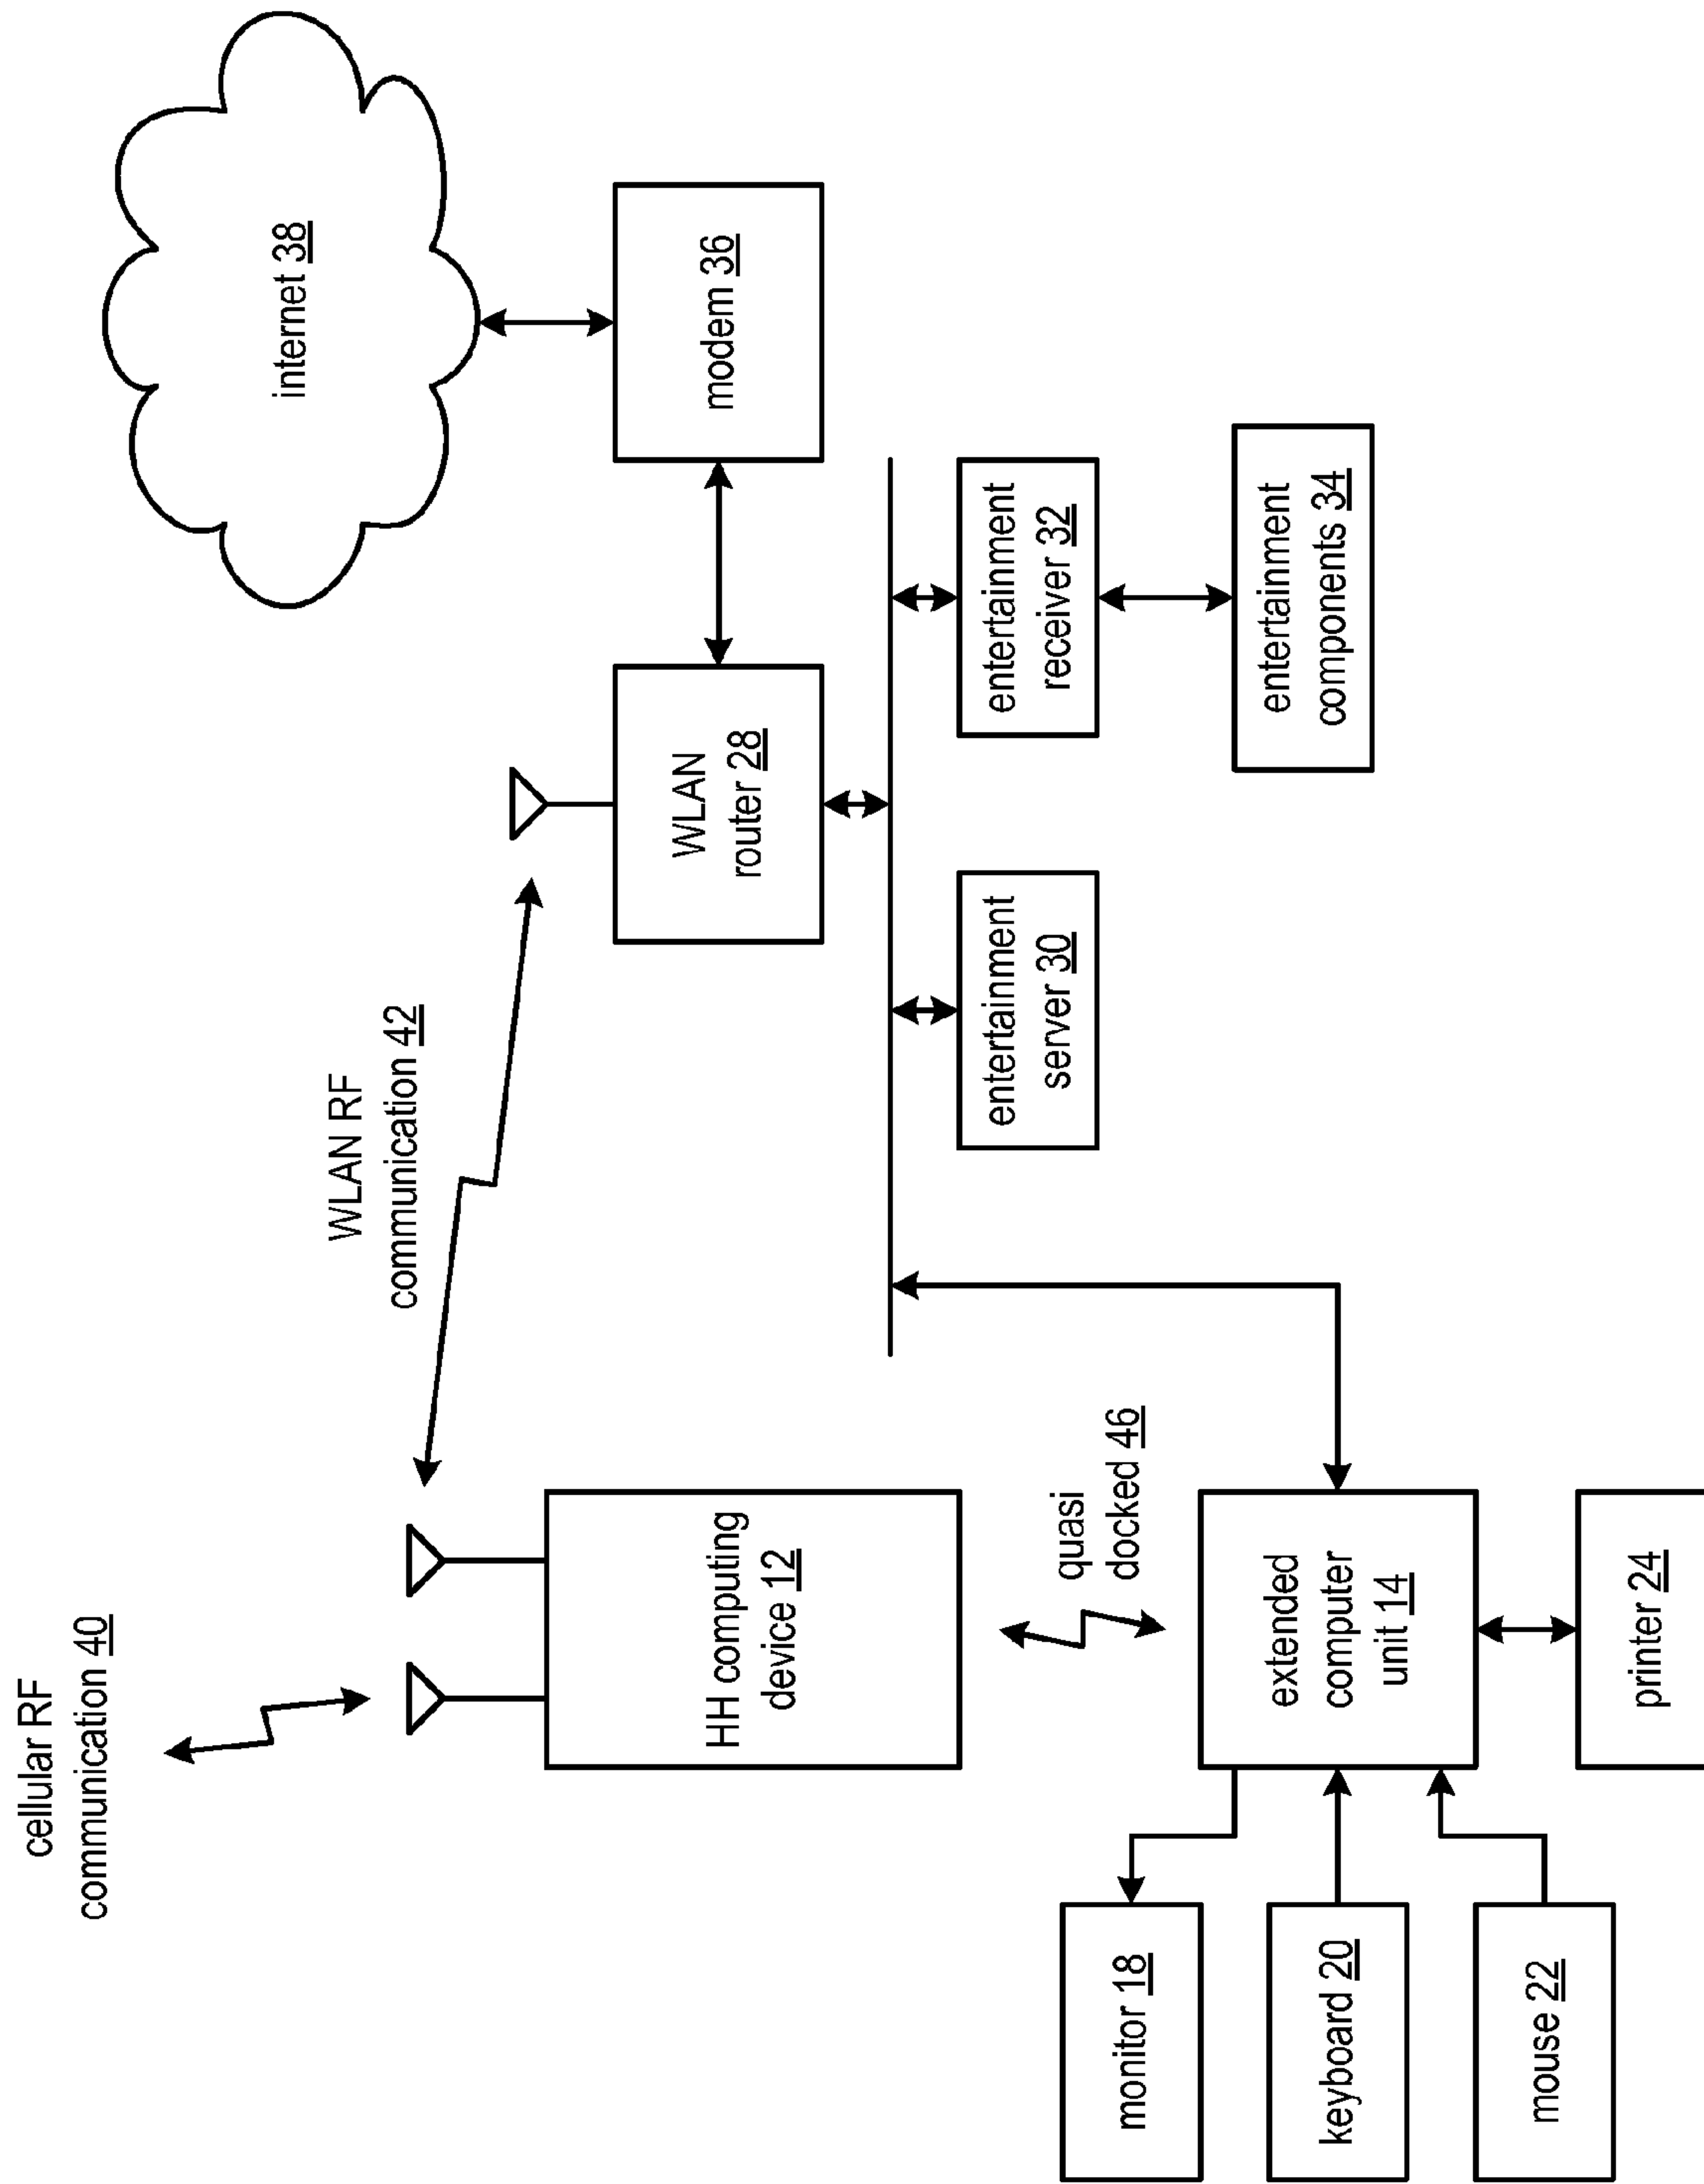 cellular RF
communication 40
WLAN RF
communication 42
internet 38
HH computing
device 12
WLAN
router 28
modem 36
quasi
docked 46
entertainment
server 30
entertainment
receiver 32
monitor 18
extended
computer
unit 14
entertainment
components 34
keyboard 20
mouse 22
printer 24